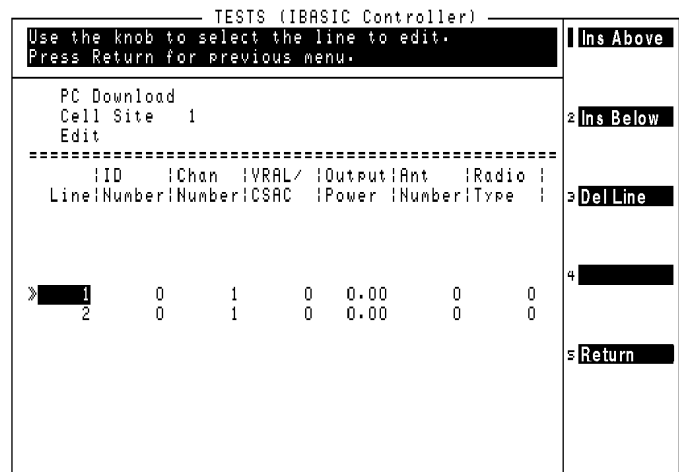 TESTS (IBASIC Controller)
Use the knob to select the line to edit.
Press Return for previous menu.
PC Download
Cell Site 1
Edit
=====================================================
|ID |Chan |VRAL/ |Output|Ant |Radio |
Line|Number|Number|CSAC |Power |Number|Type |
» 1 0 1 0 0.00 0 0
2 0 1 0 0.00 0 0
1 Ins Above
2 Ins Below
3 Del Line
4
5 Return